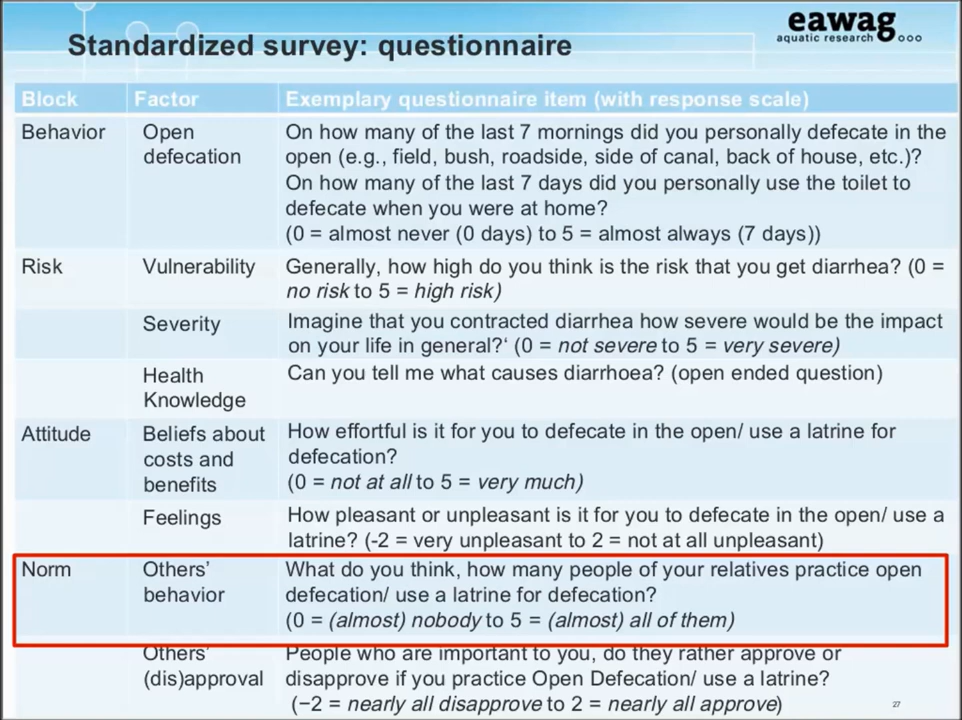 Standardized survey: questionnaire
eawag
aquatic research
Block Factor Exemplary questionnaire item (with response scale)
Behavior Open On how many of the last 7 mornings did you personally defecate in the
defecation open (e.g., field, bush, roadside, side of canal, back of house, etc.)?
On how many of the last 7 days did you personally use the toilet to
defecate when you were at home?
(0 = almost never (0 days) to 5 = almost always (7 days))
Risk Vulnerability Generally, how high do you think is the risk that you get diarrhea? (0 =
no risk to 5 = high risk)
Severity Imagine that you contracted diarrhea how severe would be the impact
on your life in general?‘ (0 = not severe to 5 = very severe)
Health Can you tell me what causes diarrhoea? (open ended question)
Knowledge
Attitude Beliefs about How effortful is it for you to defecate in the open/ use a latrine for
costs and defecation?
benefits (0 = not at all to 5 = very much)
Feelings How pleasant or unpleasant is it for you to defecate in the open/ use a
latrine? (-2 = very unpleasant to 2 = not at all unpleasant)
Norm Others’ What do you think, how many people of your relatives practice open
behavior defecation/ use a latrine for defecation?
(0 = (almost) nobody to 5 = (almost) all of them)
Others’ People who are important to you, do they rather approve or
(dis)approval disapprove if you practice Open Defecation/ use a latrine?
(−2 = nearly all disapprove to 2 = nearly all approve)
27